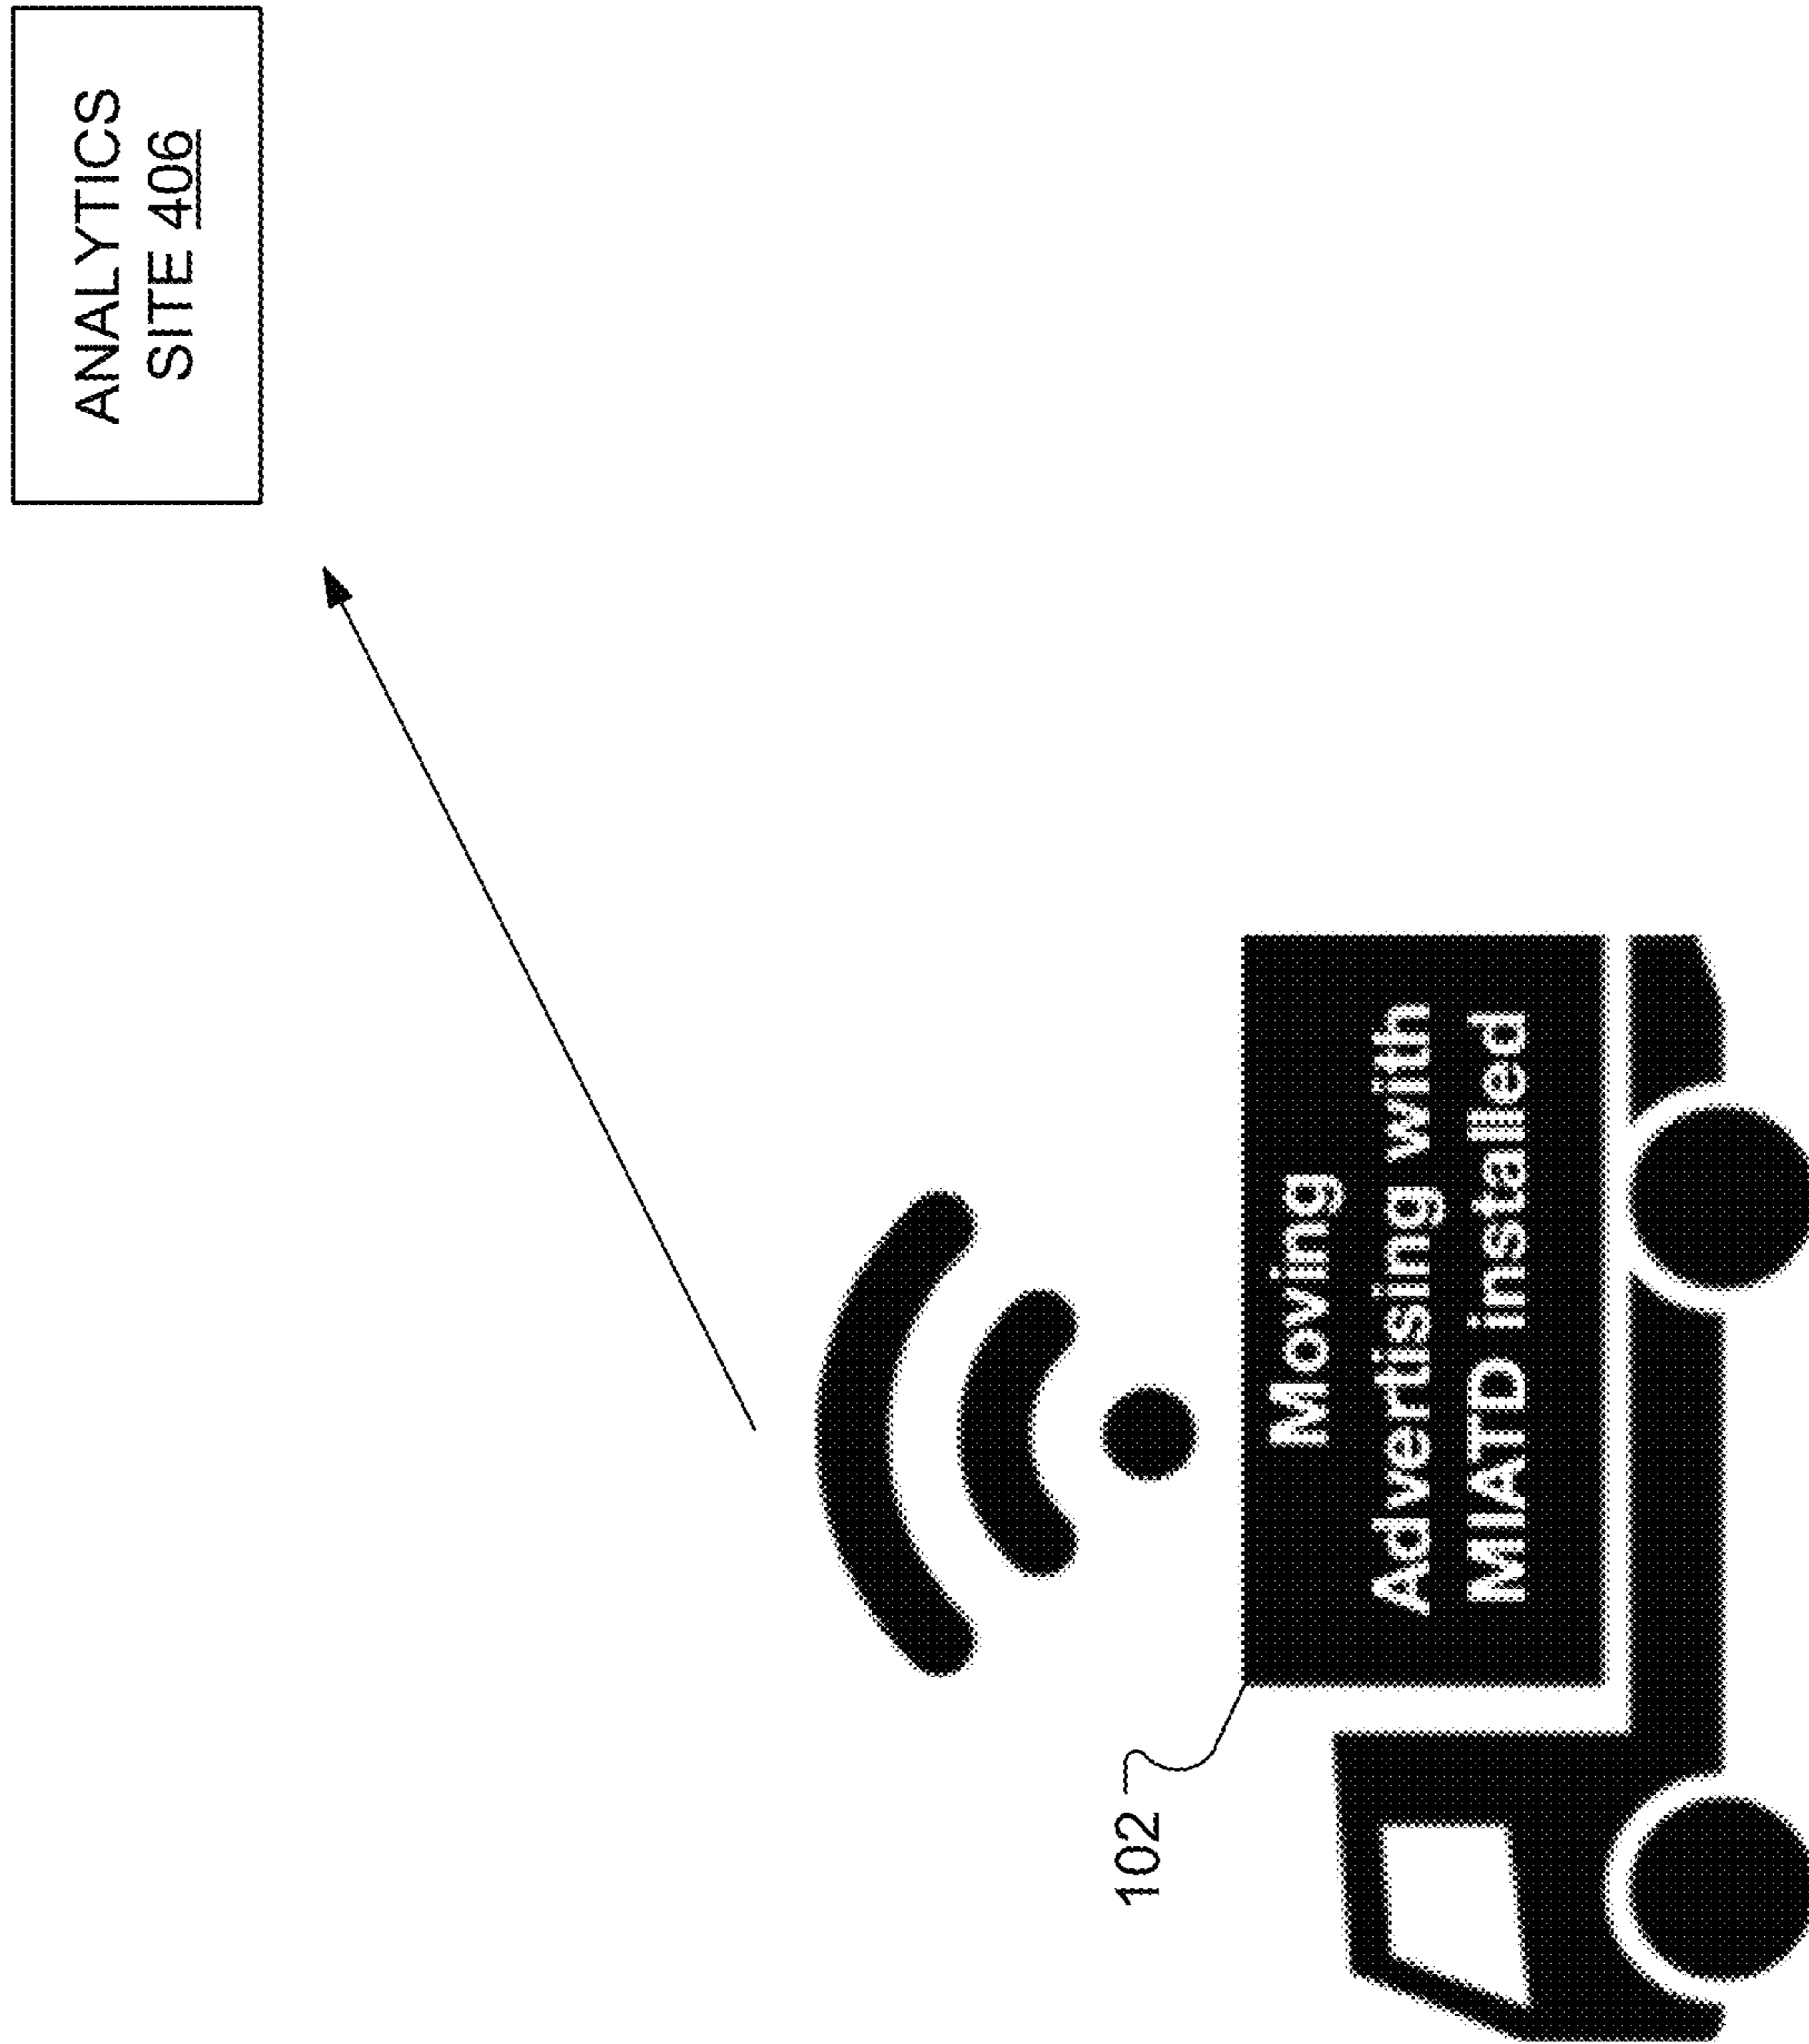 ANALYTICS
SITE 406
102
Moving
Advertising with
MIATD installed